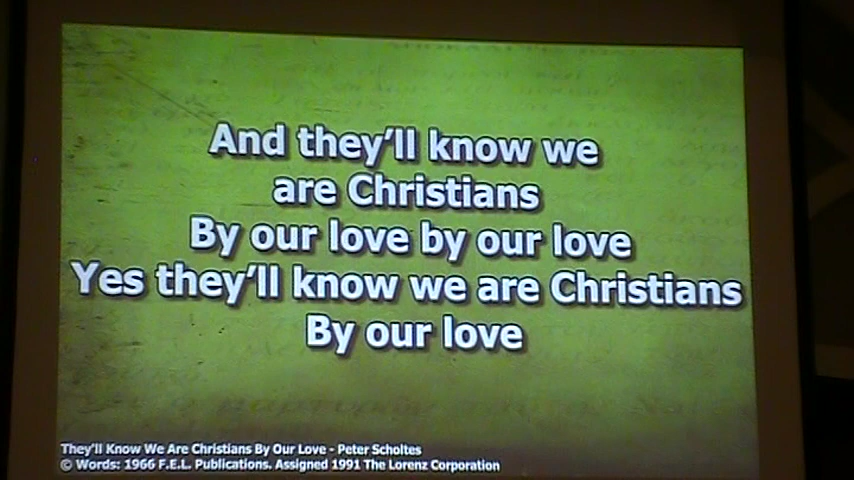 And they'll know we
are Christians
By our love by our love
Yes they'll know we are Christians
By our love
They'll Know We Are Christians By Our Love - Peter Scholtes
© Words: 1966 F.E.L. Publications. Assigned 1991 The Lorenz Corporation